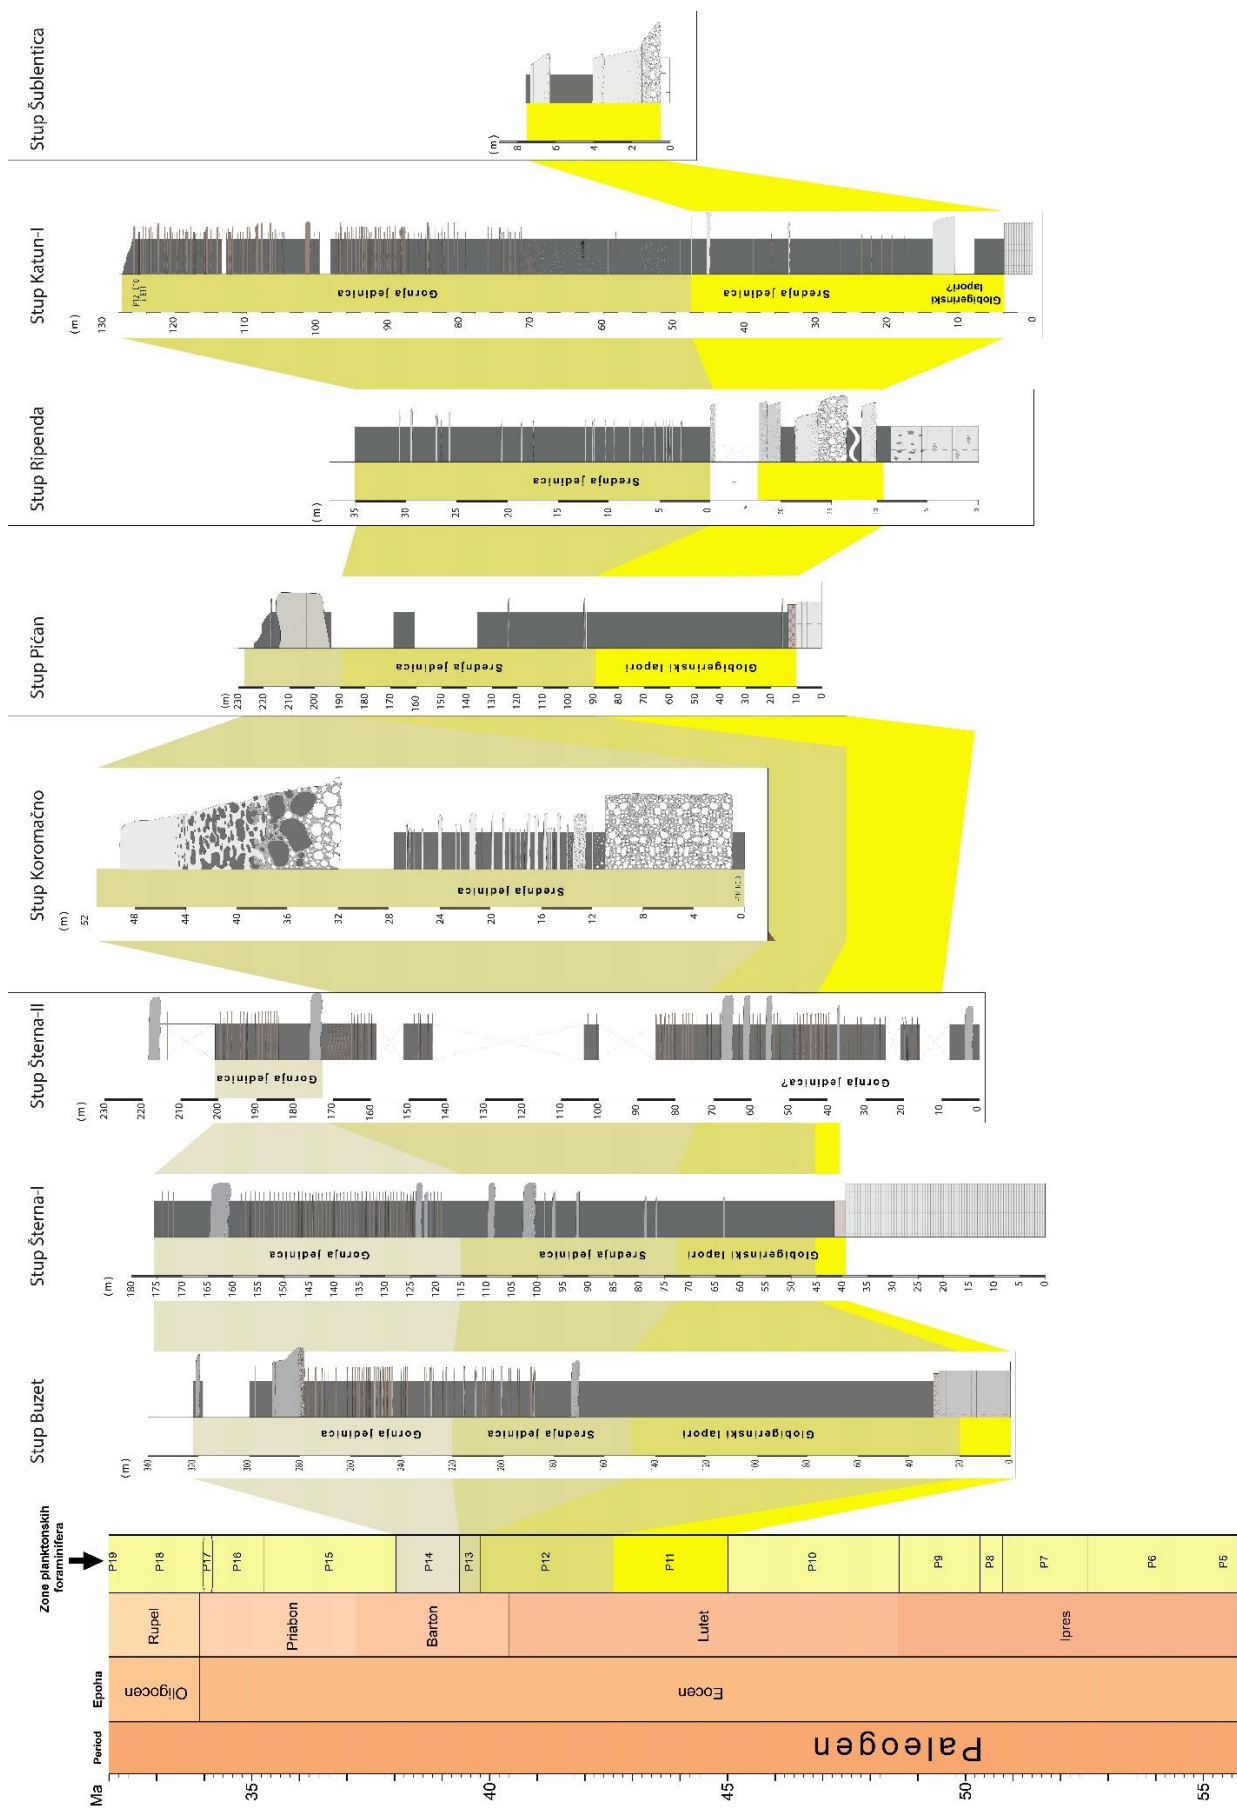 Stup Šublentica
(m)
8
6
4
2
0
Stup Katun-I
(m)
130
120
110
100
90
80
70
60
50
40
30
20
10
0
Gornja jedinica
Srednja jedinica
Globigerinski
lapori?
Stup Ripenda
(m)
35
30
25
20
15
10
5
0
Srednja jedinica
Stup Pićan
(m)
230
220
210
200
190
180
170
160
150
140
130
120
110
100
90
80
70
60
50
40
30
20
10
0
Srednja jedinica
Globigerinski lapori
Stup Koromačno
(m)
52
48
44
40
36
32
28
24
20
16
12
8
4
0
Srednja jedinica
Stup Šterna-II
(m)
230
220
210
200
190
180
170
160
150
140
130
120
110
100
90
80
70
60
50
40
30
20
10
0
Gornja jedinica
Gornja jedinica?
Stup Šterna-I
(m)
180
175
170
165
160
155
150
145
140
135
130
125
120
115
110
105
100
95
90
85
80
75
70
65
60
55
50
45
40
35
30
25
20
15
10
5
0
Gornja jedinica
Srednja jedinica
Globigerinski lapori
Stup Buzet
(m)
340
320
300
280
260
240
220
200
180
160
140
120
100
80
60
40
20
0
Gornja jedinica
Srednja jedinica
Globigerinski lapori
Zone planktonskih
foraminifera
P19
P18
P17
P16
P15
P14
P13
P12
P11
P10
P9
P8
P7
P6
P5
Rupel
Priabon
Barton
Lutet
Ipres
Epoha
Oligocen
Eocen
Period
Paleogen
Ma
35
40
45
50
55